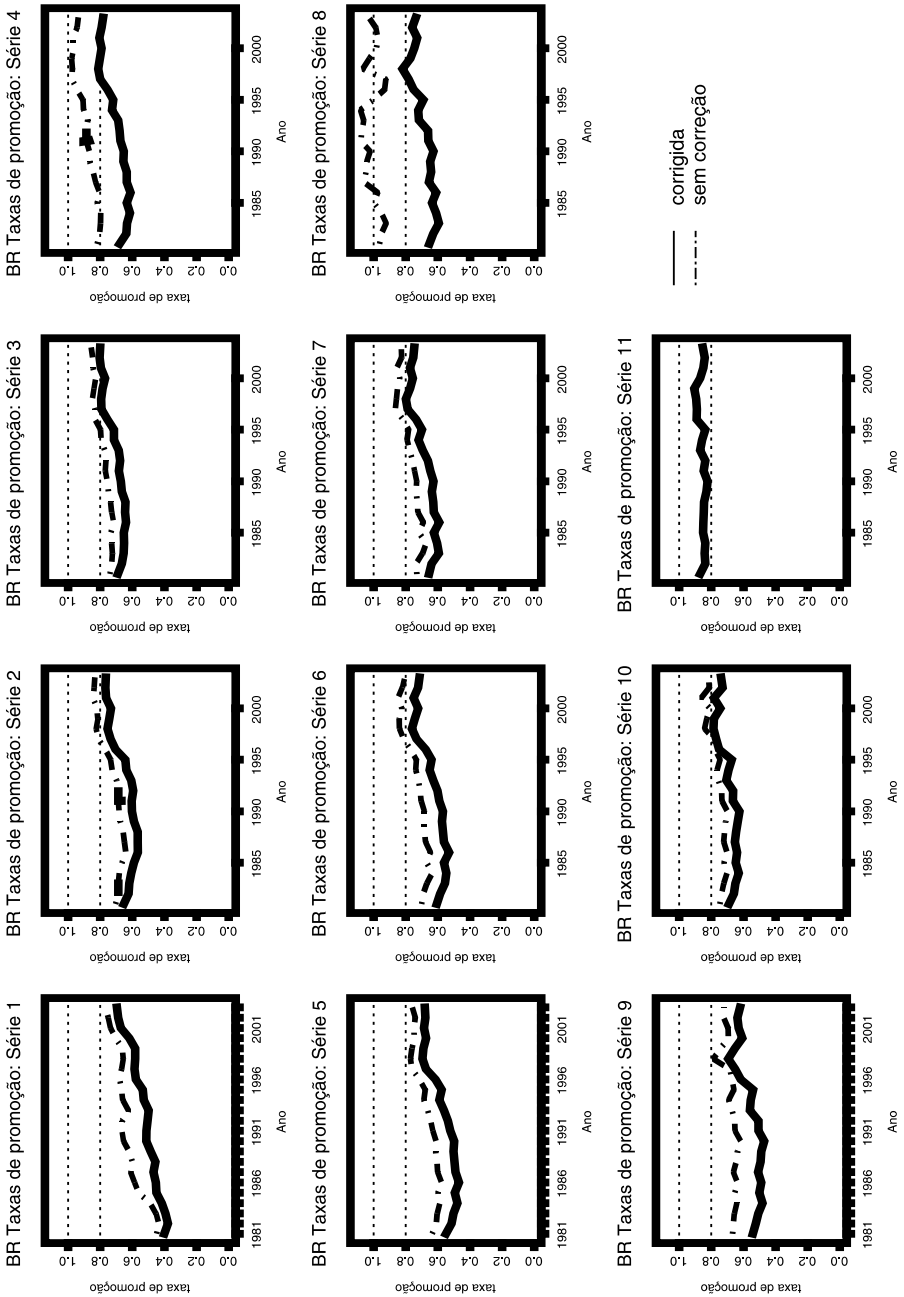 BR Taxas de promoção: Série 1
taxa de promoção
0.0 0.2 0.4 0.6 0.8 1.0
1981 1986 1991 1996 2001
Ano
BR Taxas de promoção: Série 2
taxa de promoção
0.0 0.2 0.4 0.6 0.8 1.0
1985 1990 1995 2000
Ano
BR Taxas de promoção: Série 3
taxa de promoção
0.0 0.2 0.4 0.6 0.8 1.0
1985 1990 1995 2000
Ano
BR Taxas de promoção: Série 4
taxa de promoção
0.0 0.2 0.4 0.6 0.8 1.0
1985 1990 1995 2000
Ano
BR Taxas de promoção: Série 5
taxa de promoção
0.0 0.2 0.4 0.6 0.8 1.0
1981 1986 1991 1996 2001
Ano
BR Taxas de promoção: Série 6
taxa de promoção
0.0 0.2 0.4 0.6 0.8 1.0
1985 1990 1995 2000
Ano
BR Taxas de promoção: Série 7
taxa de promoção
0.0 0.2 0.4 0.6 0.8 1.0
1985 1990 1995 2000
Ano
BR Taxas de promoção: Série 8
taxa de promoção
0.0 0.2 0.4 0.6 0.8 1.0
1985 1990 1995 2000
Ano
BR Taxas de promoção: Série 9
taxa de promoção
0.0 0.2 0.4 0.6 0.8 1.0
1981 1986 1991 1996 2001
Ano
BR Taxas de promoção: Série 10
taxa de promoção
0.0 0.2 0.4 0.6 0.8 1.0
1985 1990 1995 2000
Ano
BR Taxas de promoção: Série 11
taxa de promoção
0.0 0.2 0.4 0.6 0.8 1.0
1985 1990 1995 2000
Ano
corrigida
sem correção